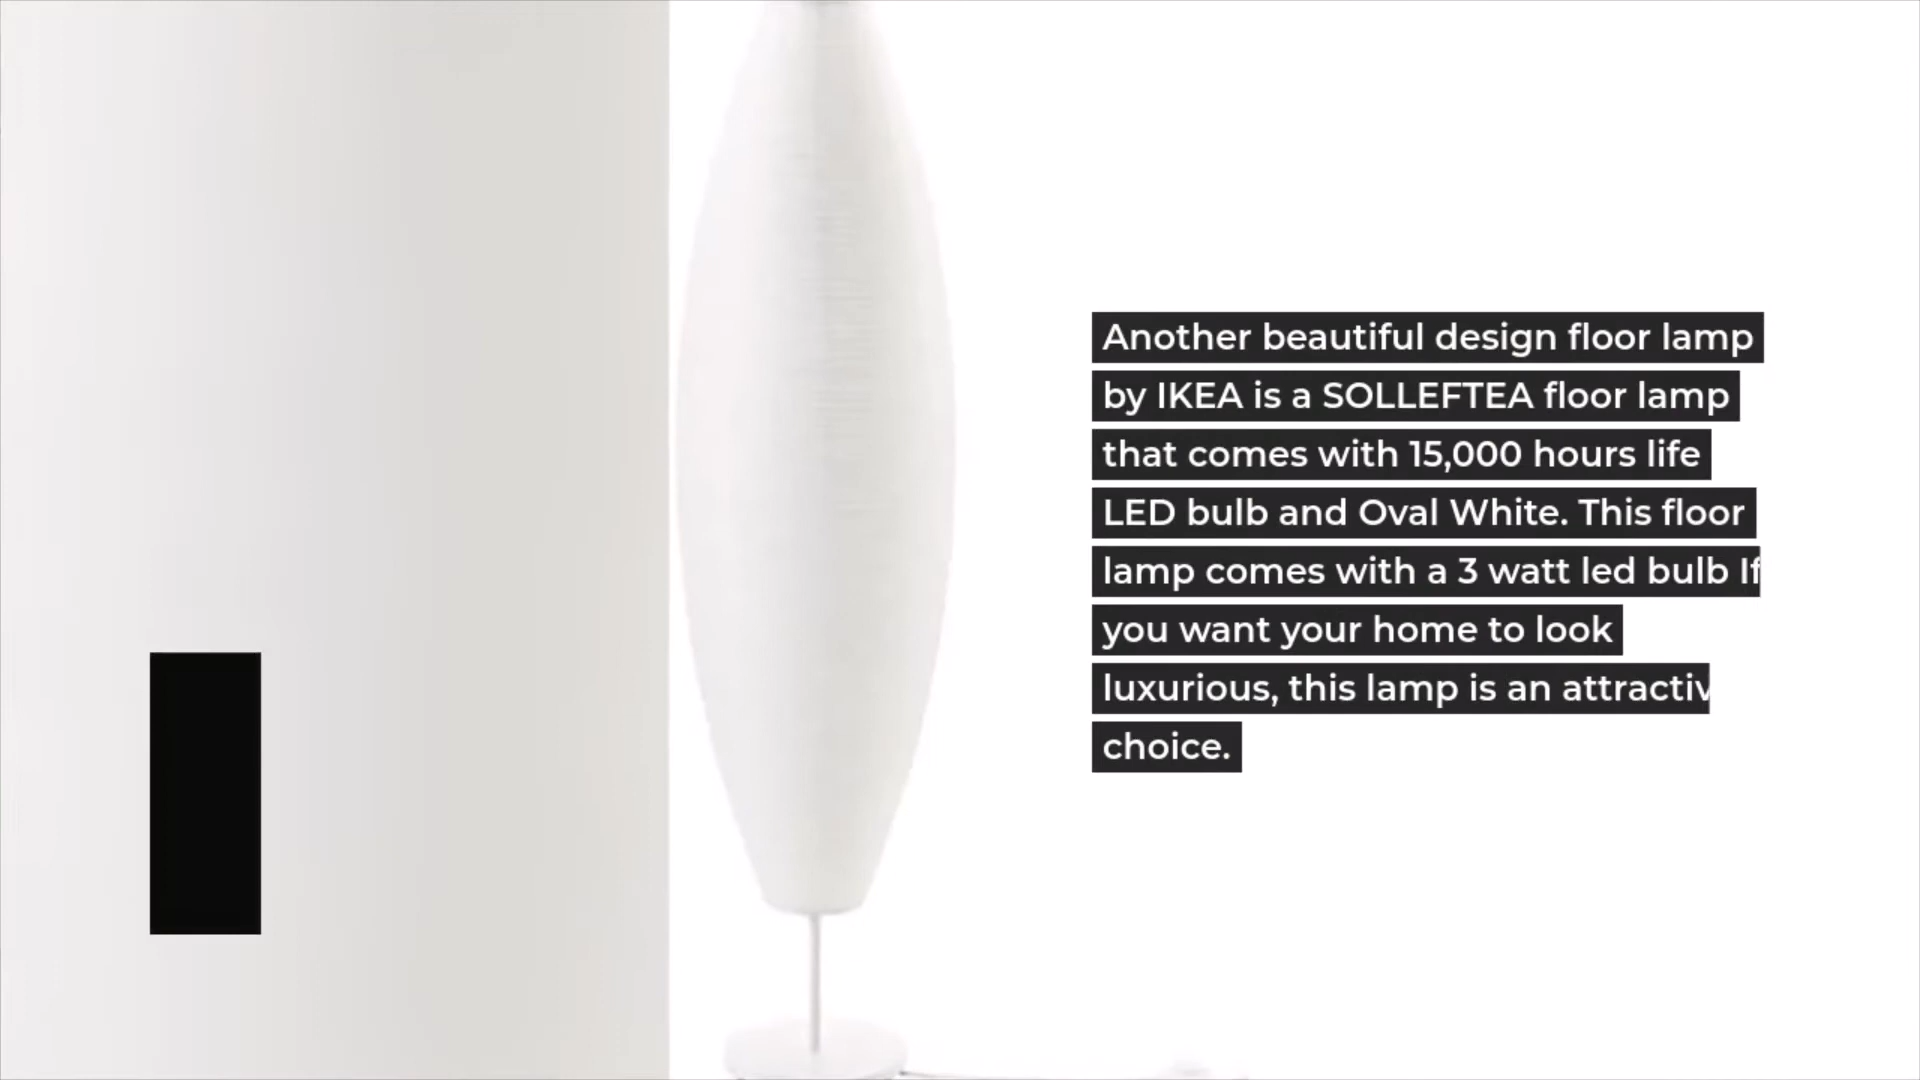 Another beautiful design floor lamp
by IKEA is a SOLLEFTEA floor lamp
that comes with 15,000 hours life
LED bulb and Oval White. This floor
lamp comes with a 3 watt led bulb If
you want your home to look
luxurious, this lamp is an attractiv
choice.